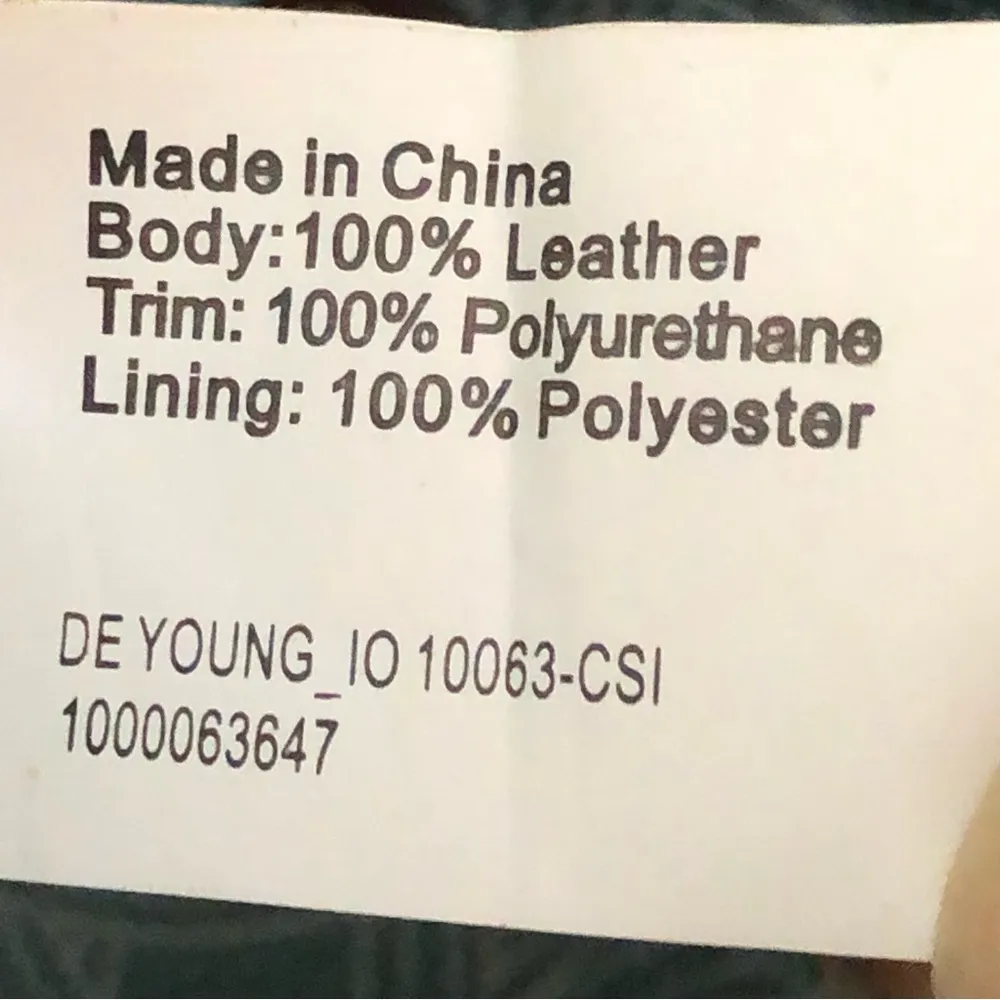 Made in China
Body:100% Leather
Trim: 100% Polyurethane
Lining: 100% Polyester
DE YOUNG_IO 10063-CSI
1000063647